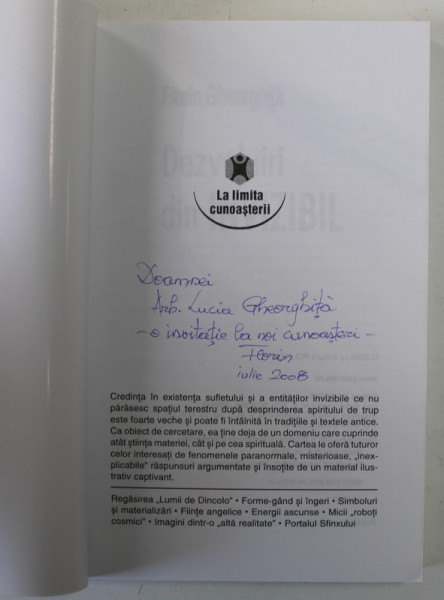 La limita
cunoașterii
Doamnei
Arh. Lucia Gheorghiță
- o invitație la noi cunoașteri -
Florin
iulie 2008
Credința în existența sufletului și a entităților invizibile ce nu
părăsesc spațiul terestru după desprinderea spiritului de trup
este foarte veche și poate fi întâlnită în tradițiile și textele antice.
Ca obiect de cercetare, ea ține deja de un domeniu care cuprinde
atât știința materiei, cât și pe cea spirituală. Cartea le oferă tuturor
celor interesați de fenomenele paranormale, misterioase, „inex-
plicabile” răspunsuri argumentate și însoțite de un material ilus-
trativ captivant.
Regăsirea „Lumii de Dincolo” • Forme-gând și îngeri • Simboluri
și materializări • Ființe angelice • Energii ascunse • Micii „roboți
cosmici” • Imagini dintr-o „altă realitate” • Portalul Sfinxului